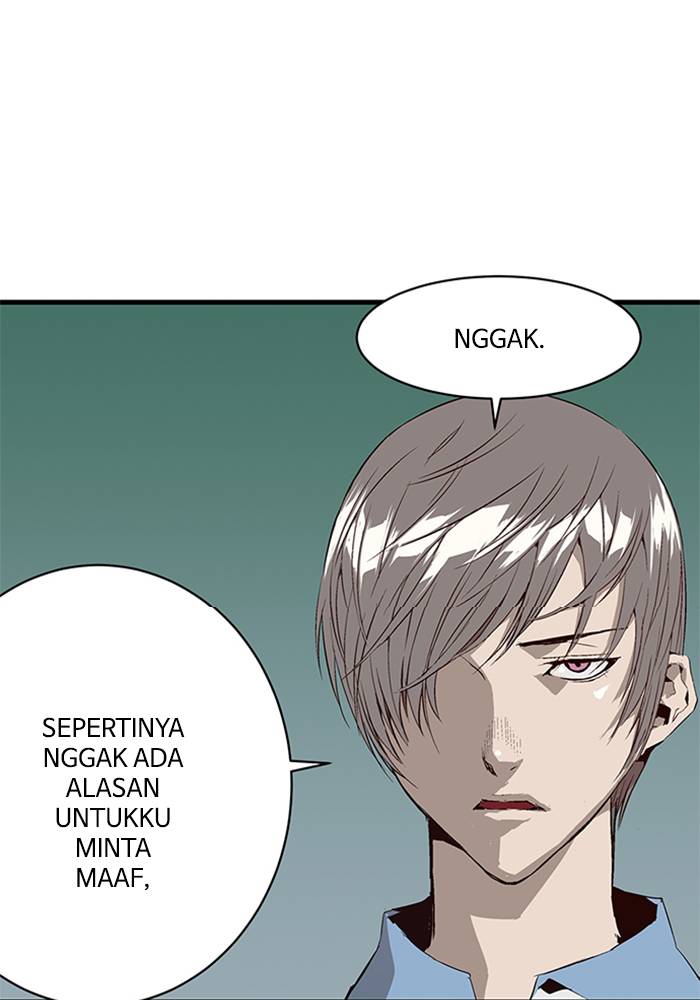 NGGAK.
SEPERTINYA
NGGAK ADA
ALASAN
UNTUKKU
MINTA
MAAF,